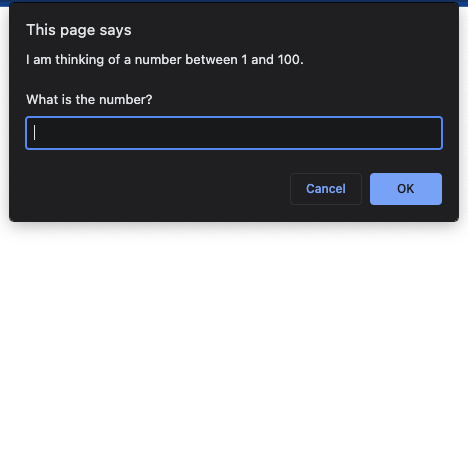 This page says
I am thinking of a number between 1 and 100.
What is the number?
Cancel
OK